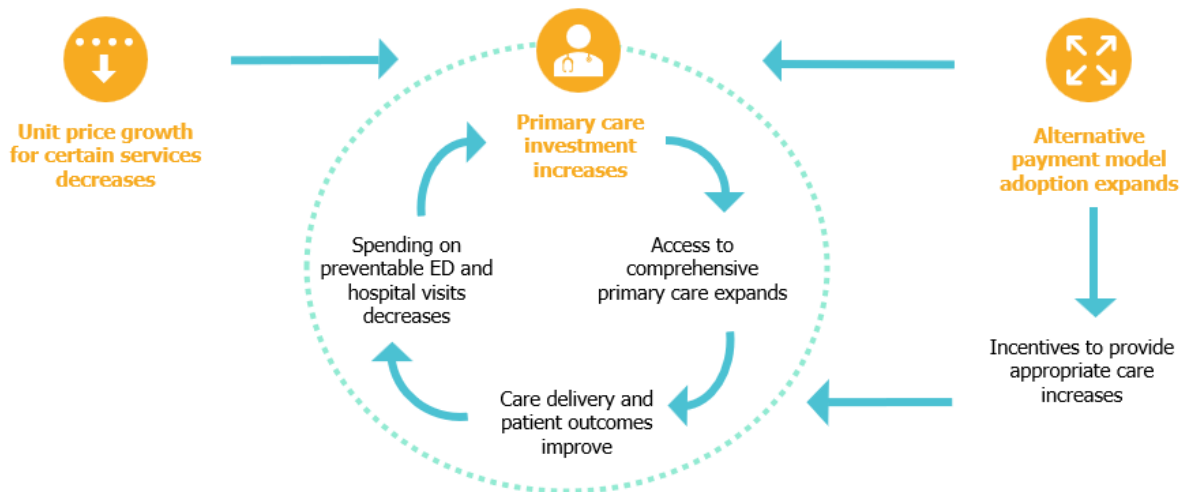 Unit price growth
for certain services
decreases
Primary care
investment
increases
Alternative
payment model
adoption expands
Spending on
preventable ED and
hospital visits
decreases
Access to
comprehensive
primary care expands
Care delivery and
patient outcomes
improve
Incentives to provide
appropriate care
increases